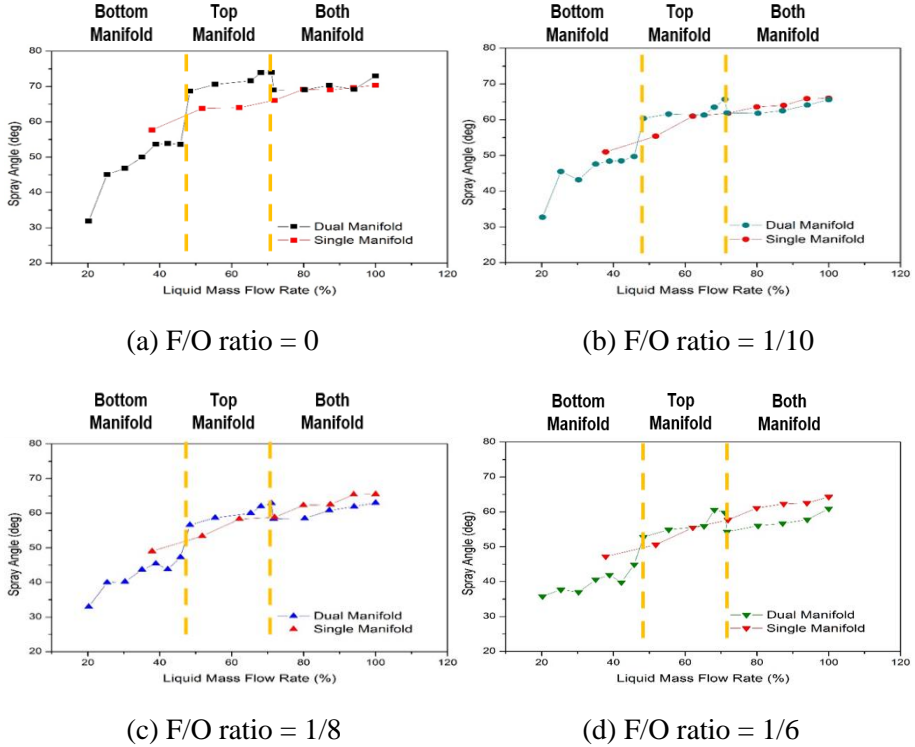 Bottom Manifold Top Manifold Both Manifold
80
70
60
50
40
30
20
Spray Angle (deg)
Dual Manifold
Single Manifold
20 40 60 80 100 120
Liquid Mass Flow Rate (%)
(a) F/O ratio = 0
Bottom Manifold Top Manifold Both Manifold
80
70
60
50
40
30
20
Spray Angle (deg)
Dual Manifold
Single Manifold
0 20 40 60 80 100 120
Liquid Mass Flow Rate (%)
(b) F/O ratio = 1/10
Bottom Manifold Top Manifold Both Manifold
80
70
60
50
40
30
20
Spray Angle (deg)
Dual Manifold
Single Manifold
20 40 60 80 100 120
Liquid Mass Flow Rate (%)
(c) F/O ratio = 1/8
Bottom Manifold Top Manifold Both Manifold
80
70
60
50
40
30
20
Spray Angle (deg)
Dual Manifold
Single Manifold
0 20 40 60 80 100 120
Liquid Mass Flow Rate (%)
(d) F/O ratio = 1/6